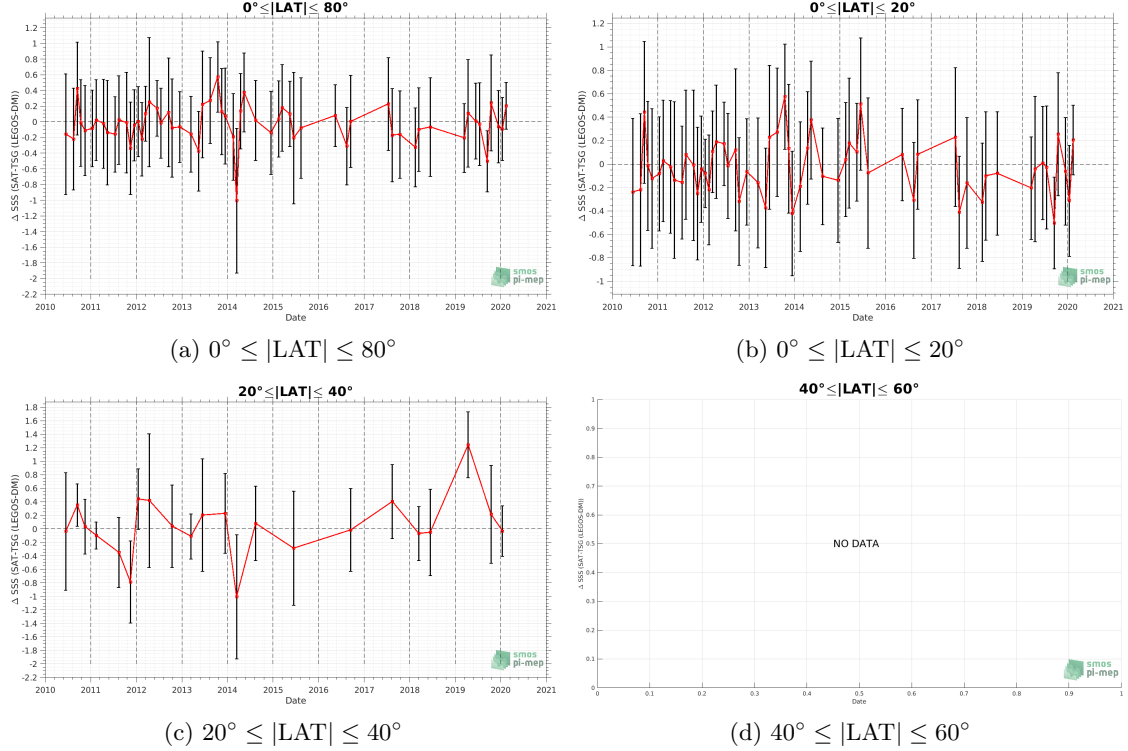 0°≤|LAT|≤ 80°
Δ SSS (SAT-TSG (LEGOS-DM))
1.2
1
0.8
0.6
0.4
0.2
0
-0.2
-0.4
-0.6
-0.8
-1
-1.2
-1.4
-1.6
-1.8
-2
-2.2
2010 2011 2012 2013 2014 2015 2016 2017 2018 2019 2020 2021
Date
smos
pi-mep
(a) 0° ≤ |LAT| ≤ 80°
0°≤|LAT|≤ 20°
Δ SSS (SAT-TSG (LEGOS-DM))
1.2
1
0.8
0.6
0.4
0.2
0
-0.2
-0.4
-0.6
-0.8
-1
2010 2011 2012 2013 2014 2015 2016 2017 2018 2019 2020 2021
Date
smos
pi-mep
(b) 0° ≤ |LAT| ≤ 20°
20°≤|LAT|≤ 40°
Δ SSS (SAT-TSG (LEGOS-DM))
1.8
1.6
1.4
1.2
1
0.8
0.6
0.4
0.2
0
-0.2
-0.4
-0.6
-0.8
-1
-1.2
-1.4
-1.6
-1.8
-2
-2.2
2010 2011 2012 2013 2014 2015 2016 2017 2018 2019 2020 2021
Date
smos
pi-mep
(c) 20° ≤ |LAT| ≤ 40°
40°≤|LAT|≤ 60°
Δ SSS (SAT-TSG (LEGOS-DM))
1
0.9
0.8
0.7
0.6
0.5
0.4
0.3
0.2
0.1
0
NO DATA
0 0.1 0.2 0.3 0.4 0.5 0.6 0.7 0.8 0.9 1
Date
smos
pi-mep
(d) 40° ≤ |LAT| ≤ 60°